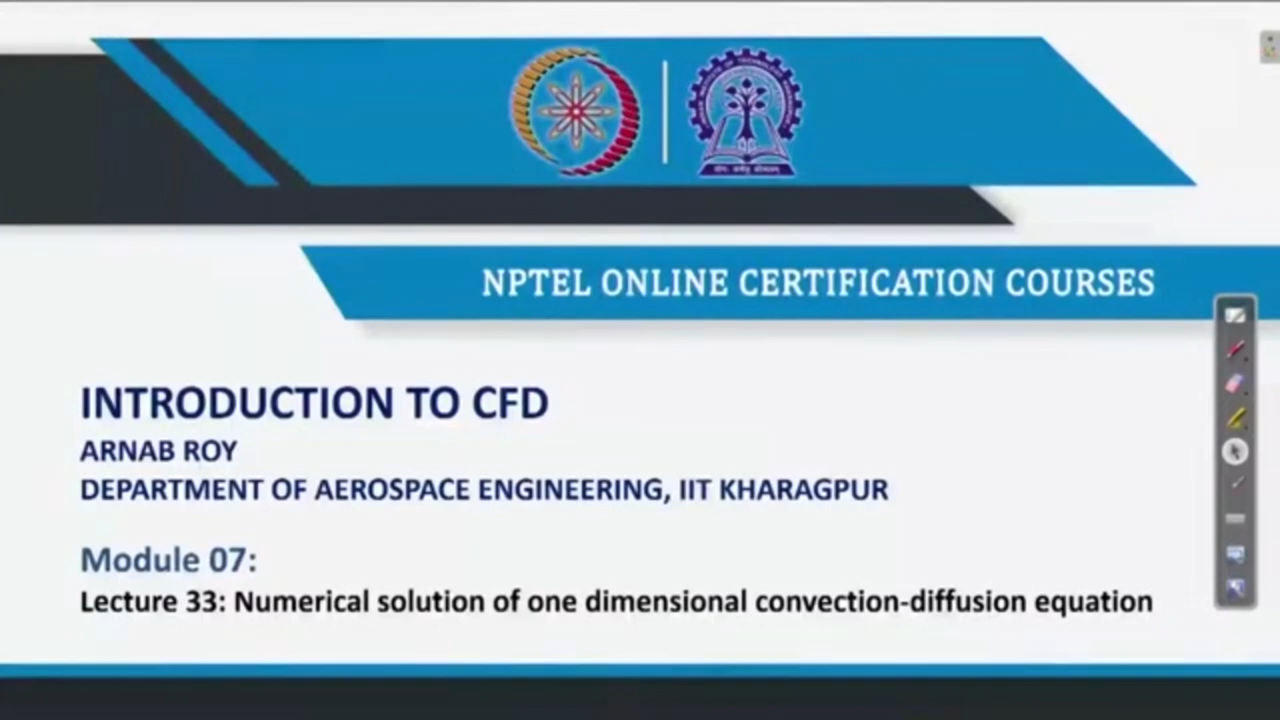 NPTEL ONLINE CERTIFICATION COURSES
INTRODUCTION TO CFD
ARNAB ROY
DEPARTMENT OF AEROSPACE ENGINEERING, IIT KHARAGPUR
Module 07:
Lecture 33: Numerical solution of one dimensional convection-diffusion equation